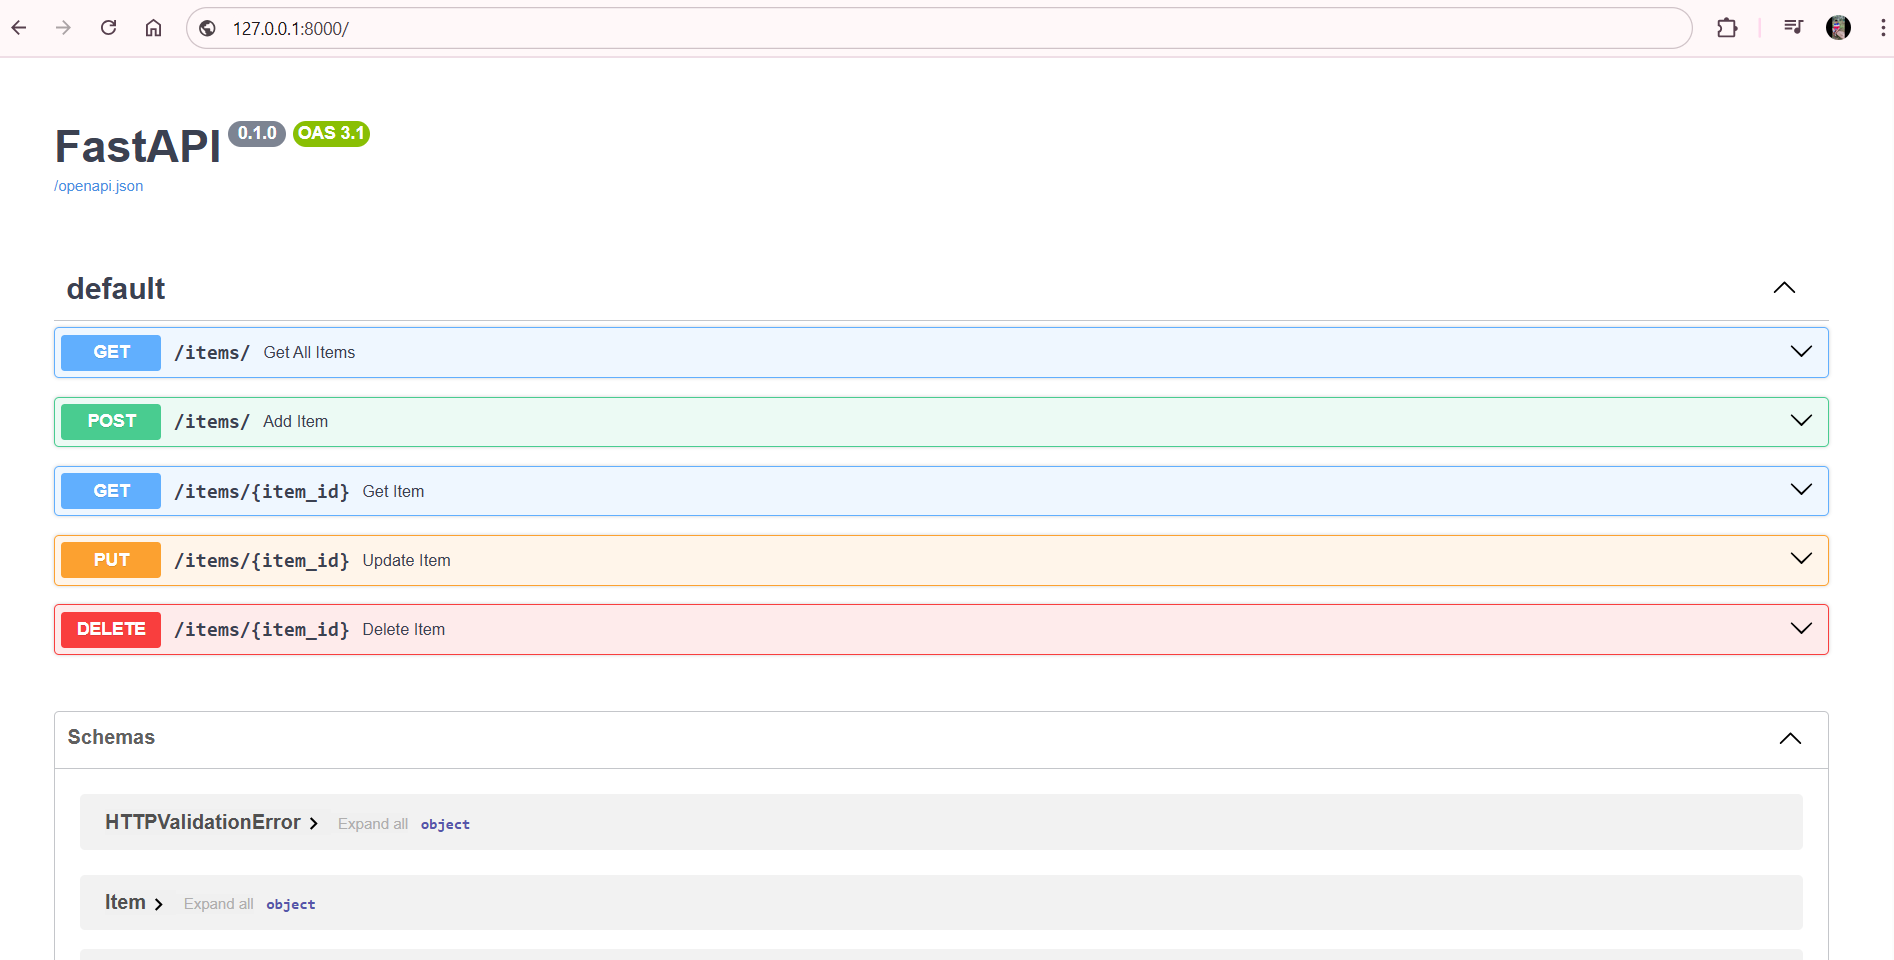 127.0.0.1:8000/
FastAPI 0.1.0 OAS 3.1
/openapi.json
default
GET /items/ Get All Items
POST /items/ Add Item
GET /items/{item_id} Get Item
PUT /items/{item_id} Update Item
DELETE /items/{item_id} Delete Item
Schemas
HTTPValidationError Expand all object
Item Expand all object